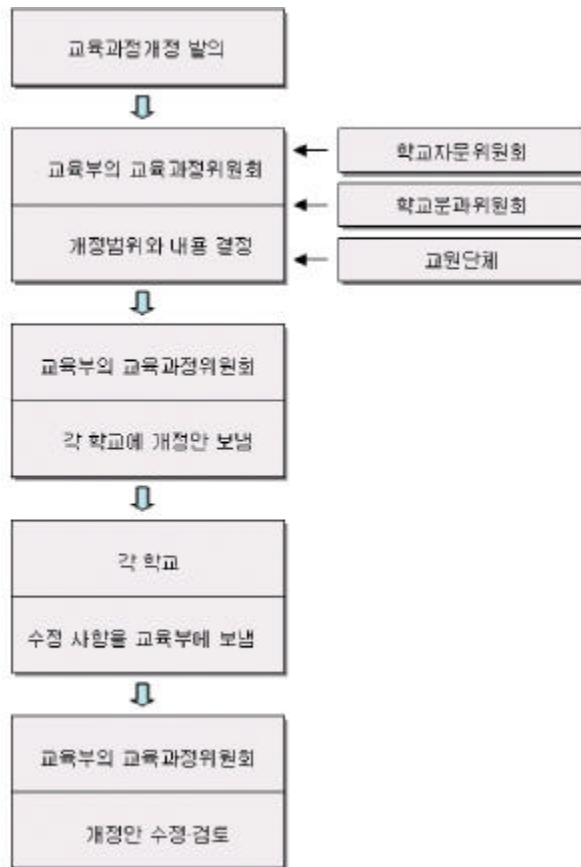 교육과정개정 발의
교육부의 교육과정위원회
학교자문위원회
학교분과위원회
개정범위와 내용 결정
교원단체
교육부의 교육과정위원회
각 학교에 개정안 보냄
각 학교
수정 사항을 교육부에 보냄
교육부의 교육과정위원회
개정안 수정·검토